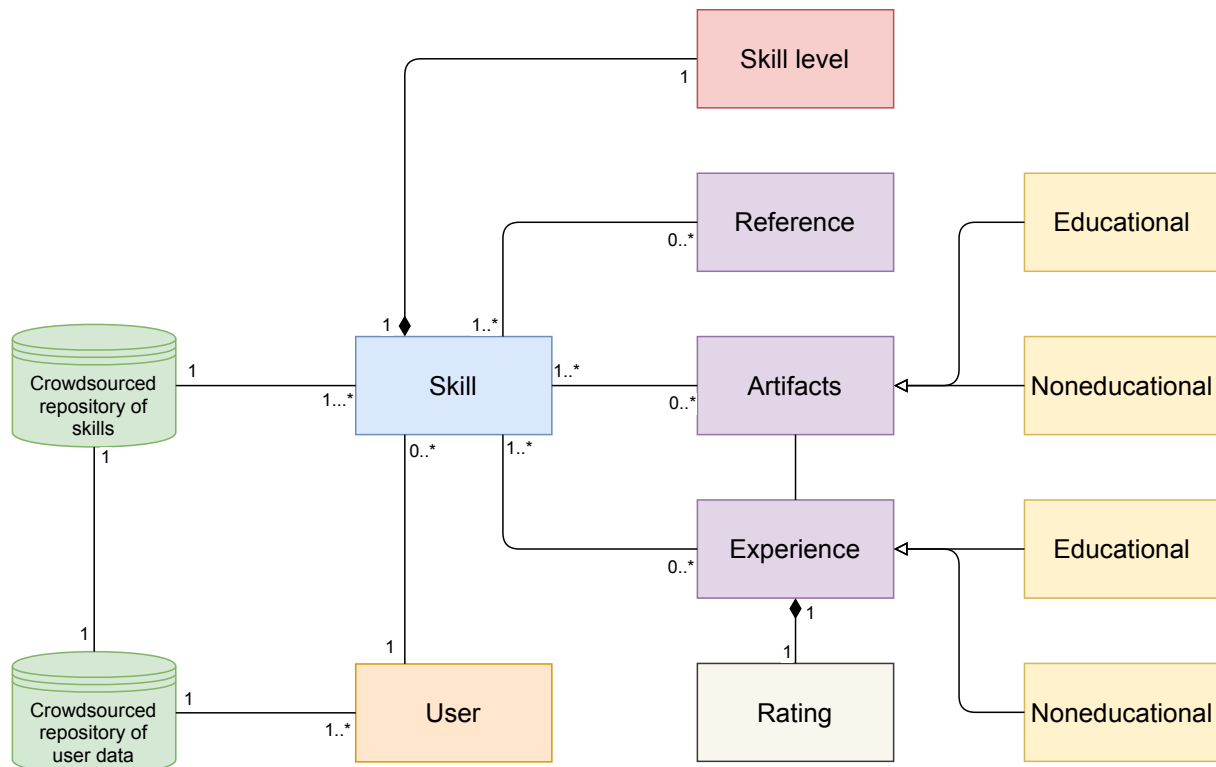 Skill level
1
Reference
0..*
Educational
1
1..*
Crowdsourced
repository of
skills
1
1...*
Skill
1..*
0..*
Artifacts
Noneducational
1
0..*
1..*
Experience
0..*
Educational
1
1
1
1
Crowdsourced
repository of
user data
1
1..*
User
Rating
Noneducational